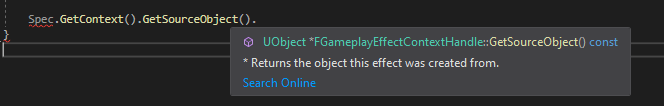 Spec.GetContext().GetSourceObject().
}
UObject *FGameplayEffectContextHandle::GetSourceObject() const
* Returns the object this effect was created from.
Search Online